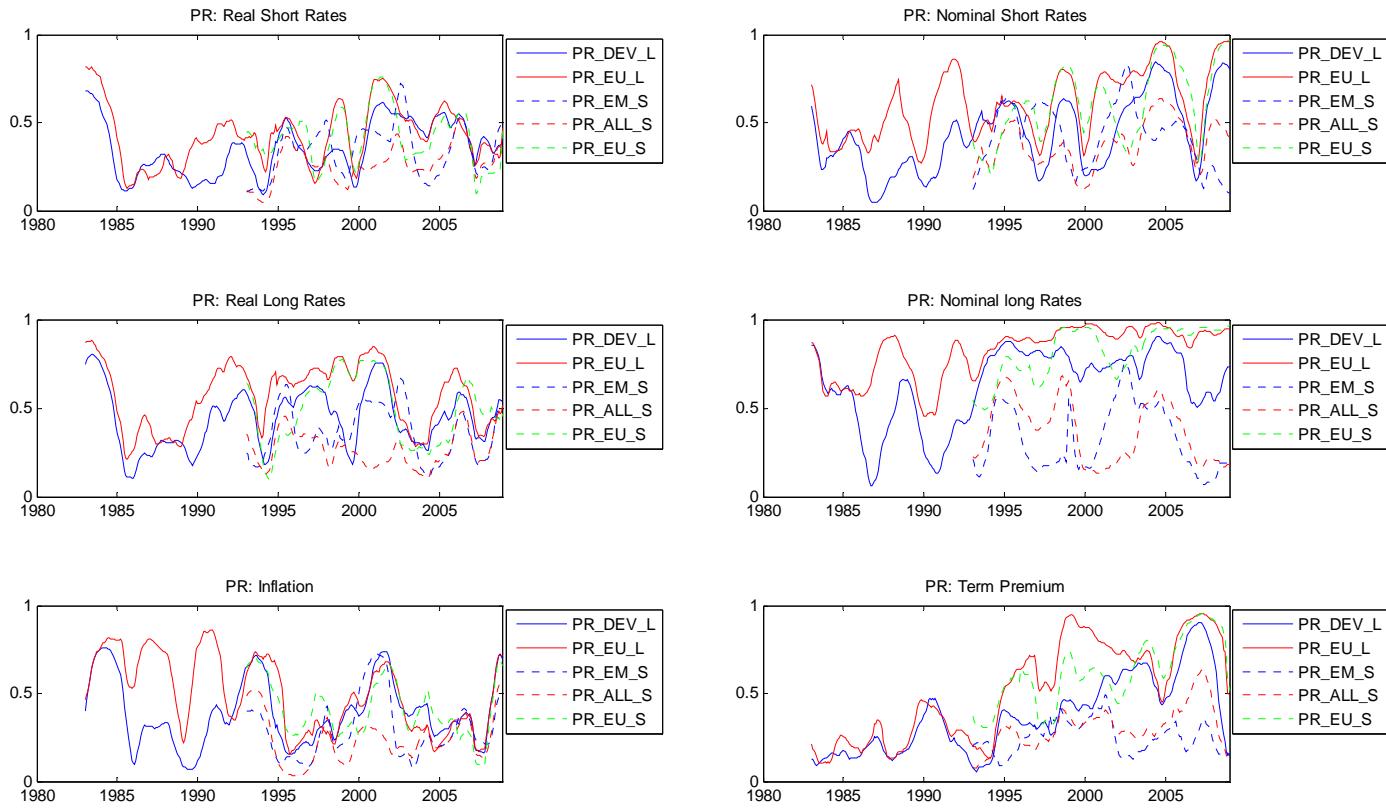 PR: Real Short Rates
1
0.5
0
1980 1985 1990 1995 2000 2005
PR_DEV_L
PR_EU_L
PR_EM_S
PR_ALL_S
PR_EU_S
PR: Nominal Short Rates
1
0.5
0
1980 1985 1990 1995 2000 2005
PR_DEV_L
PR_EU_L
PR_EM_S
PR_ALL_S
PR_EU_S
PR: Real Long Rates
1
0.5
0
1980 1985 1990 1995 2000 2005
PR_DEV_L
PR_EU_L
PR_EM_S
PR_ALL_S
PR_EU_S
PR: Nominal long Rates
1
0.5
0
1980 1985 1990 1995 2000 2005
PR_DEV_L
PR_EU_L
PR_EM_S
PR_ALL_S
PR_EU_S
PR: Inflation
1
0.5
0
1980 1985 1990 1995 2000 2005
PR_DEV_L
PR_EU_L
PR_EM_S
PR_ALL_S
PR_EU_S
PR: Term Premium
1
0.5
0
1980 1985 1990 1995 2000 2005
PR_DEV_L
PR_EU_L
PR_EM_S
PR_ALL_S
PR_EU_S